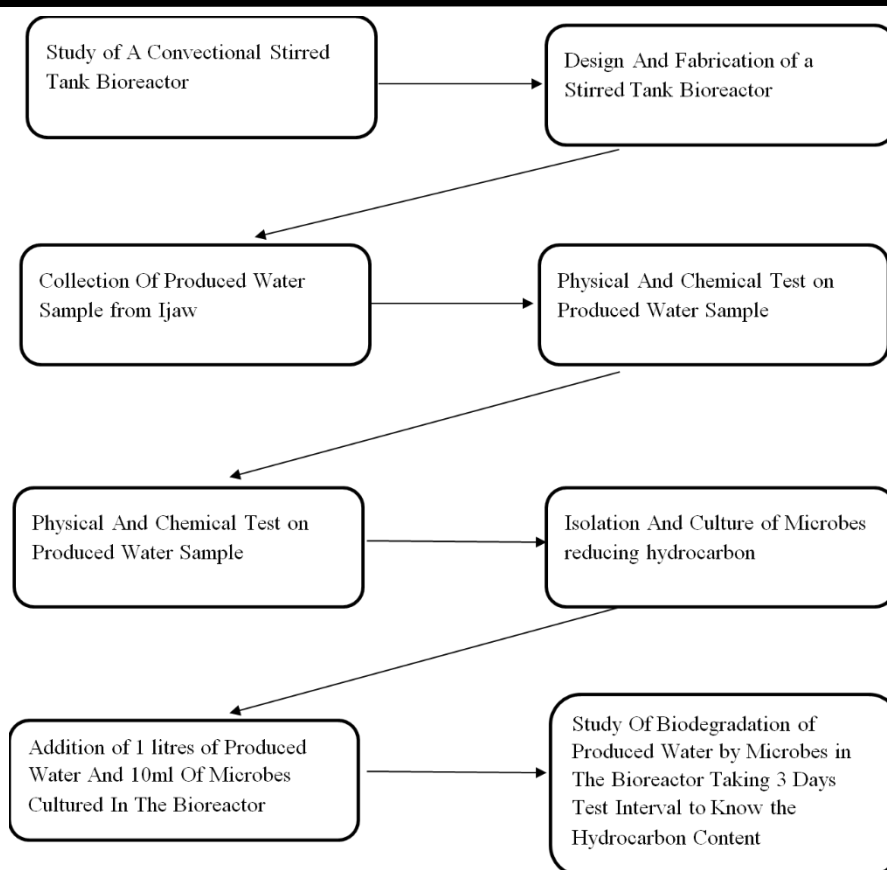 Study of A Convectional Stirred
Tank Bioreactor
Design And Fabrication of a
Stirred Tank Bioreactor
Collection Of Produced Water
Sample from Ijaw
Physical And Chemical Test on
Produced Water Sample
Physical And Chemical Test on
Produced Water Sample
Isolation And Culture of Microbes
reducing hydrocarbon
Addition of 1 litres of Produced
Water And 10ml Of Microbes
Cultured In The Bioreactor
Study Of Biodegradation of
Produced Water by Microbes in
The Bioreactor Taking 3 Days
Test Interval to Know the
Hydrocarbon Content